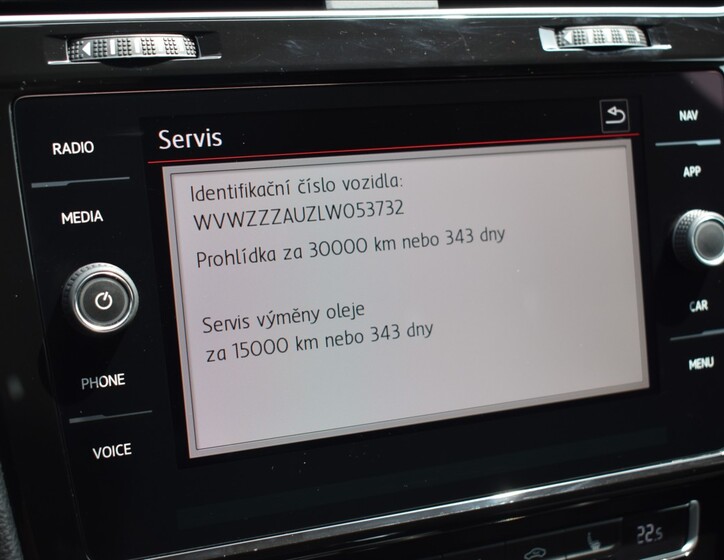 Servis
Identifikační číslo vozidla:
WVWZZZAUZLW053732
Prohlídka za 30000 km nebo 343 dny
Servis výměny oleje
za 15000 km nebo 343 dny
RADIO
MEDIA
PHONE
VOICE
NAV
APP
CAR
MENU
22.5